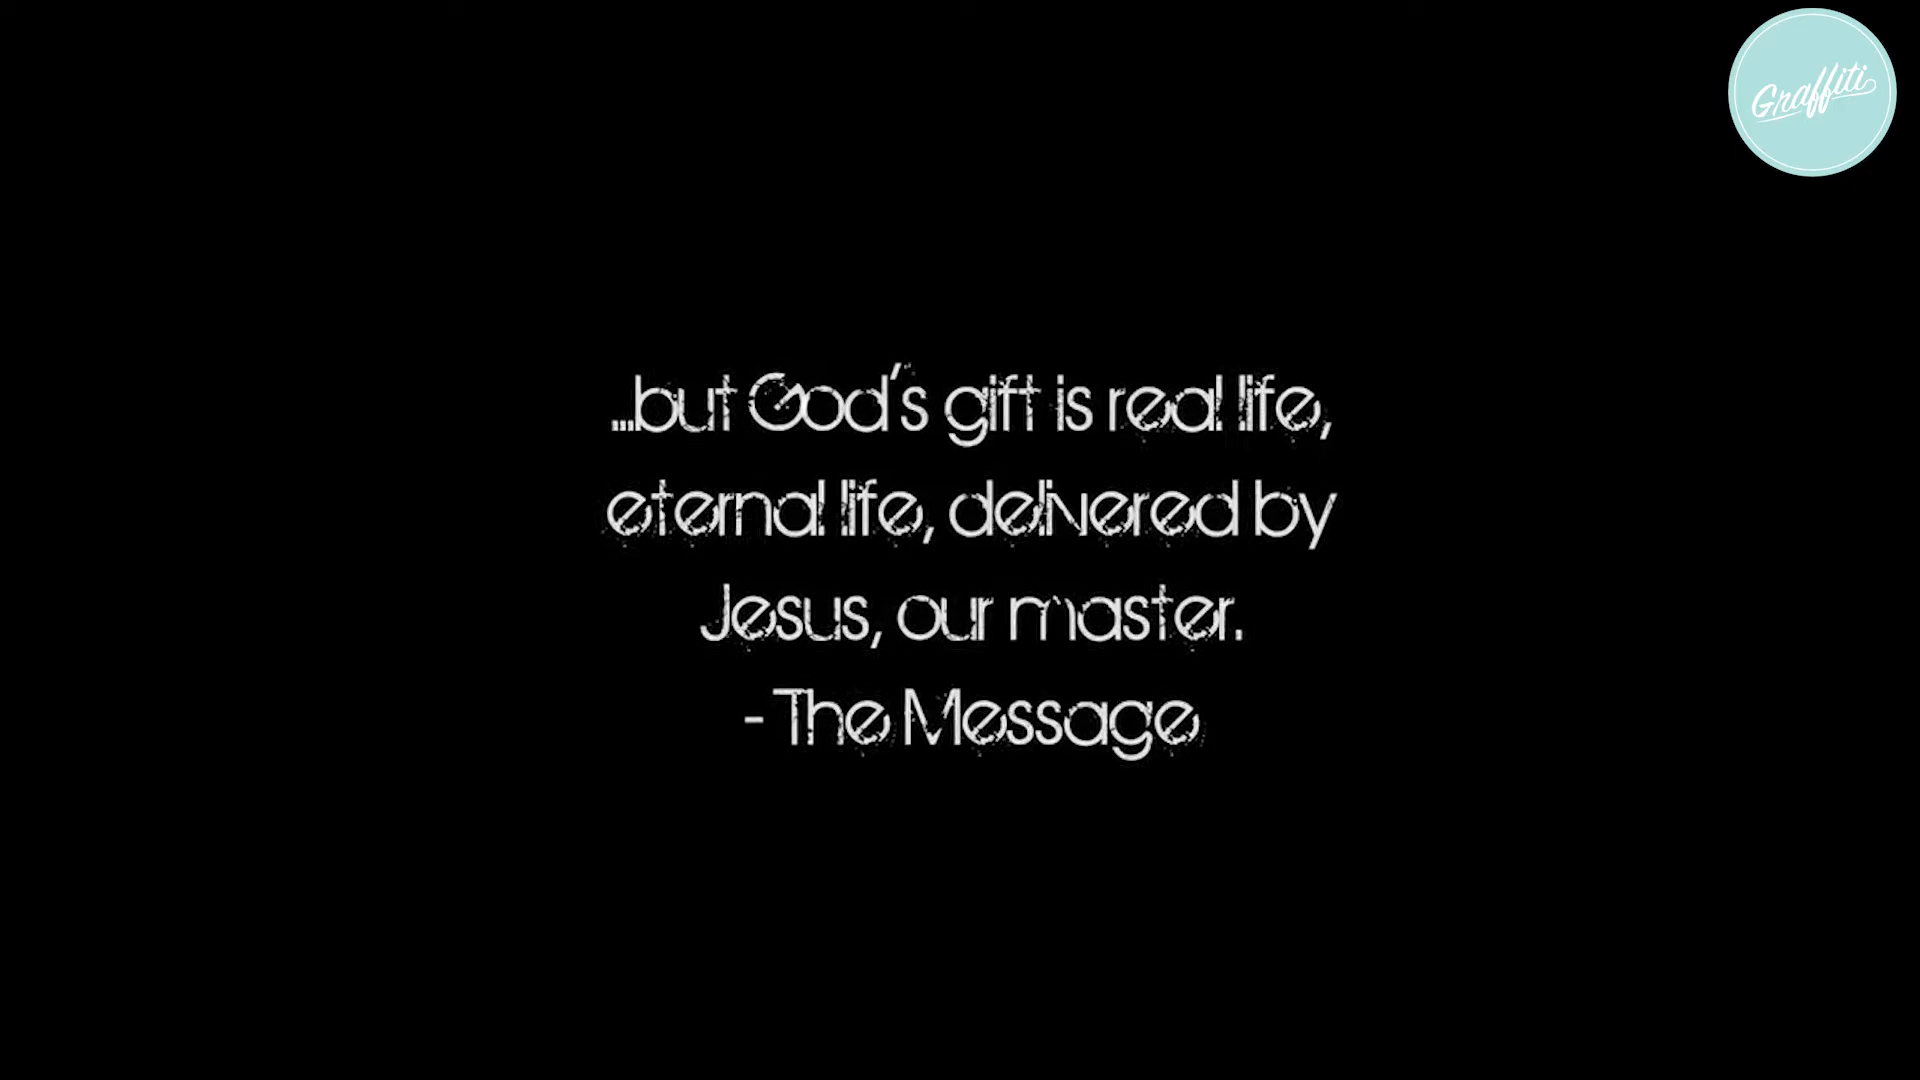 Graffiti
...but God's gift is real life,
eternal life, delivered by
Jesus, our master.
- The Message